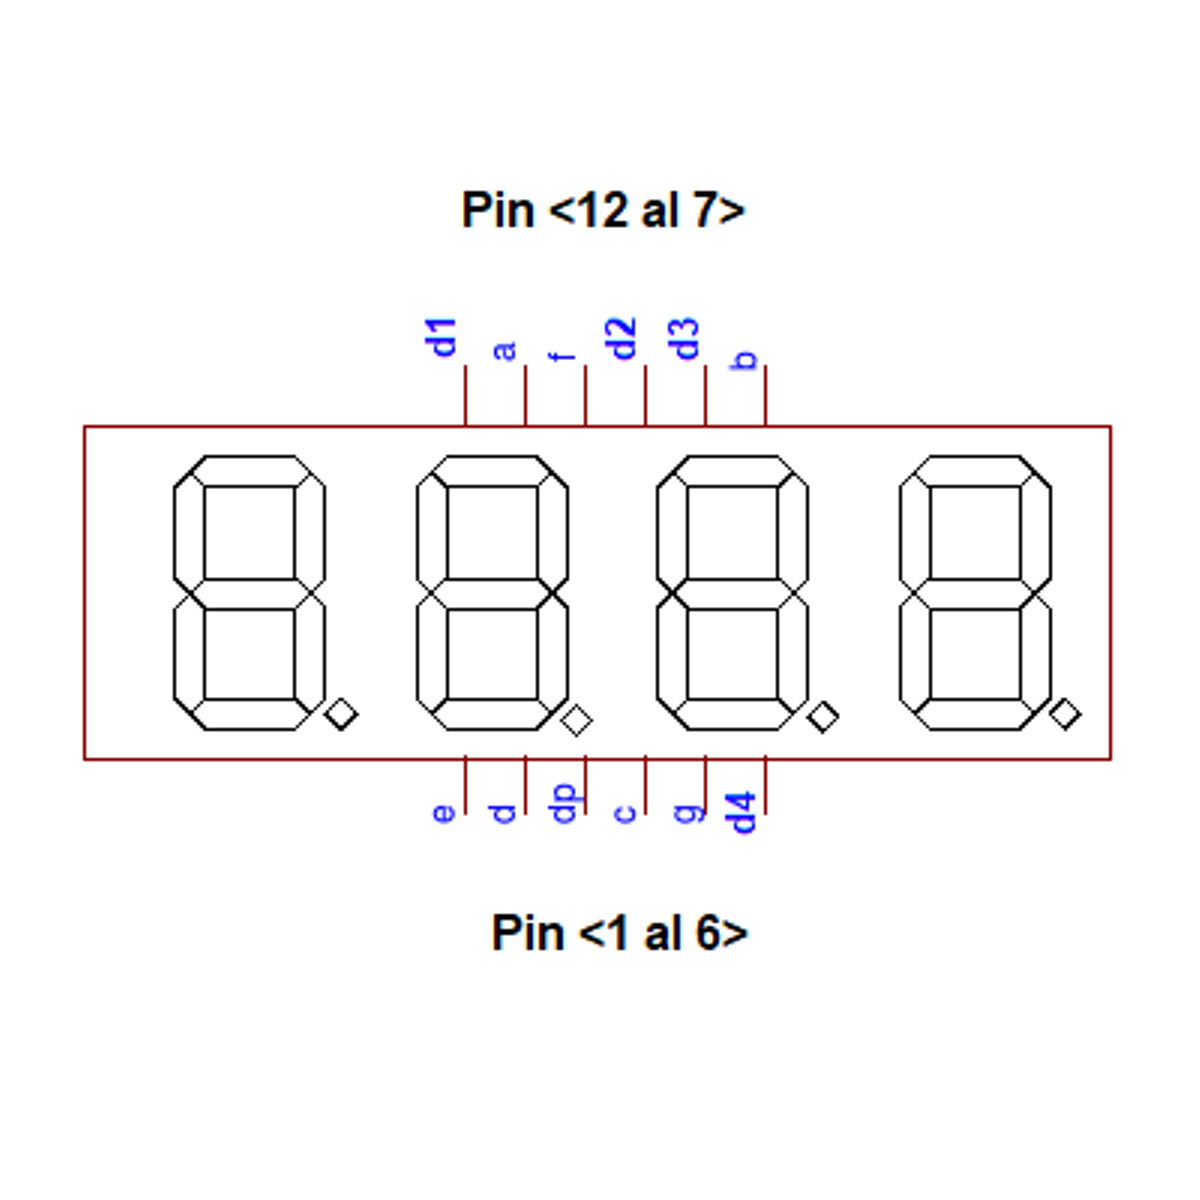 Pin <12 al 7>
d1 a f d2 d3 b
e d dp c g d4
Pin <1 al 6>